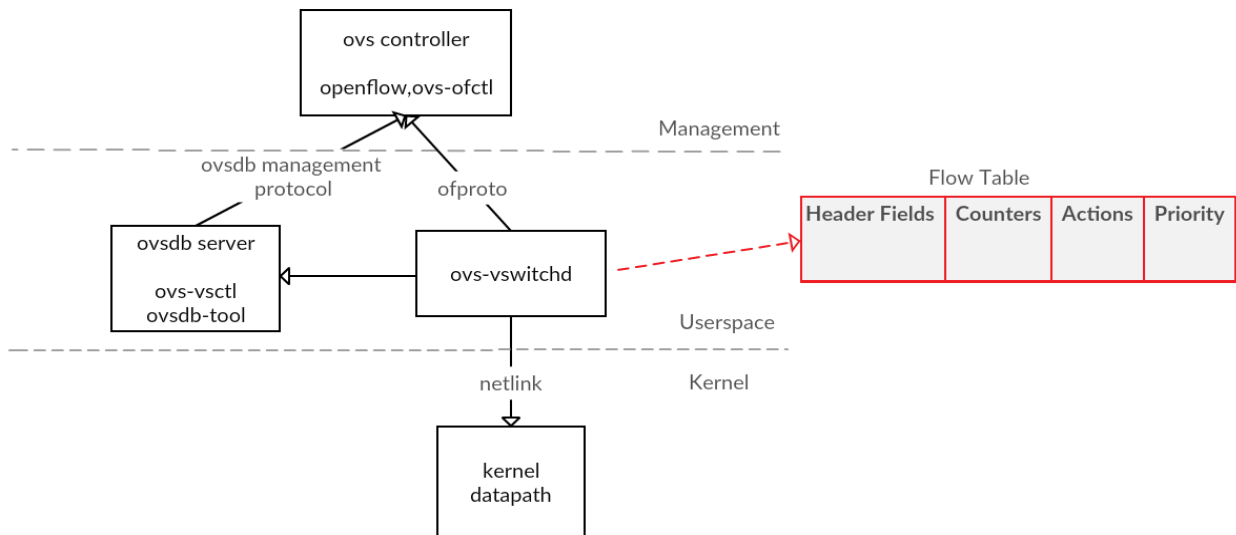 ovs controller
openflow,ovs-ofctl
Management
ovsdb management
protocol
ofproto
Flow Table
Header Fields Counters Actions Priority
ovsdb server
ovs-vsctl
ovsdb-tool
ovs-vswitchd
Userspace
netlink
Kernel
kernel
datapath